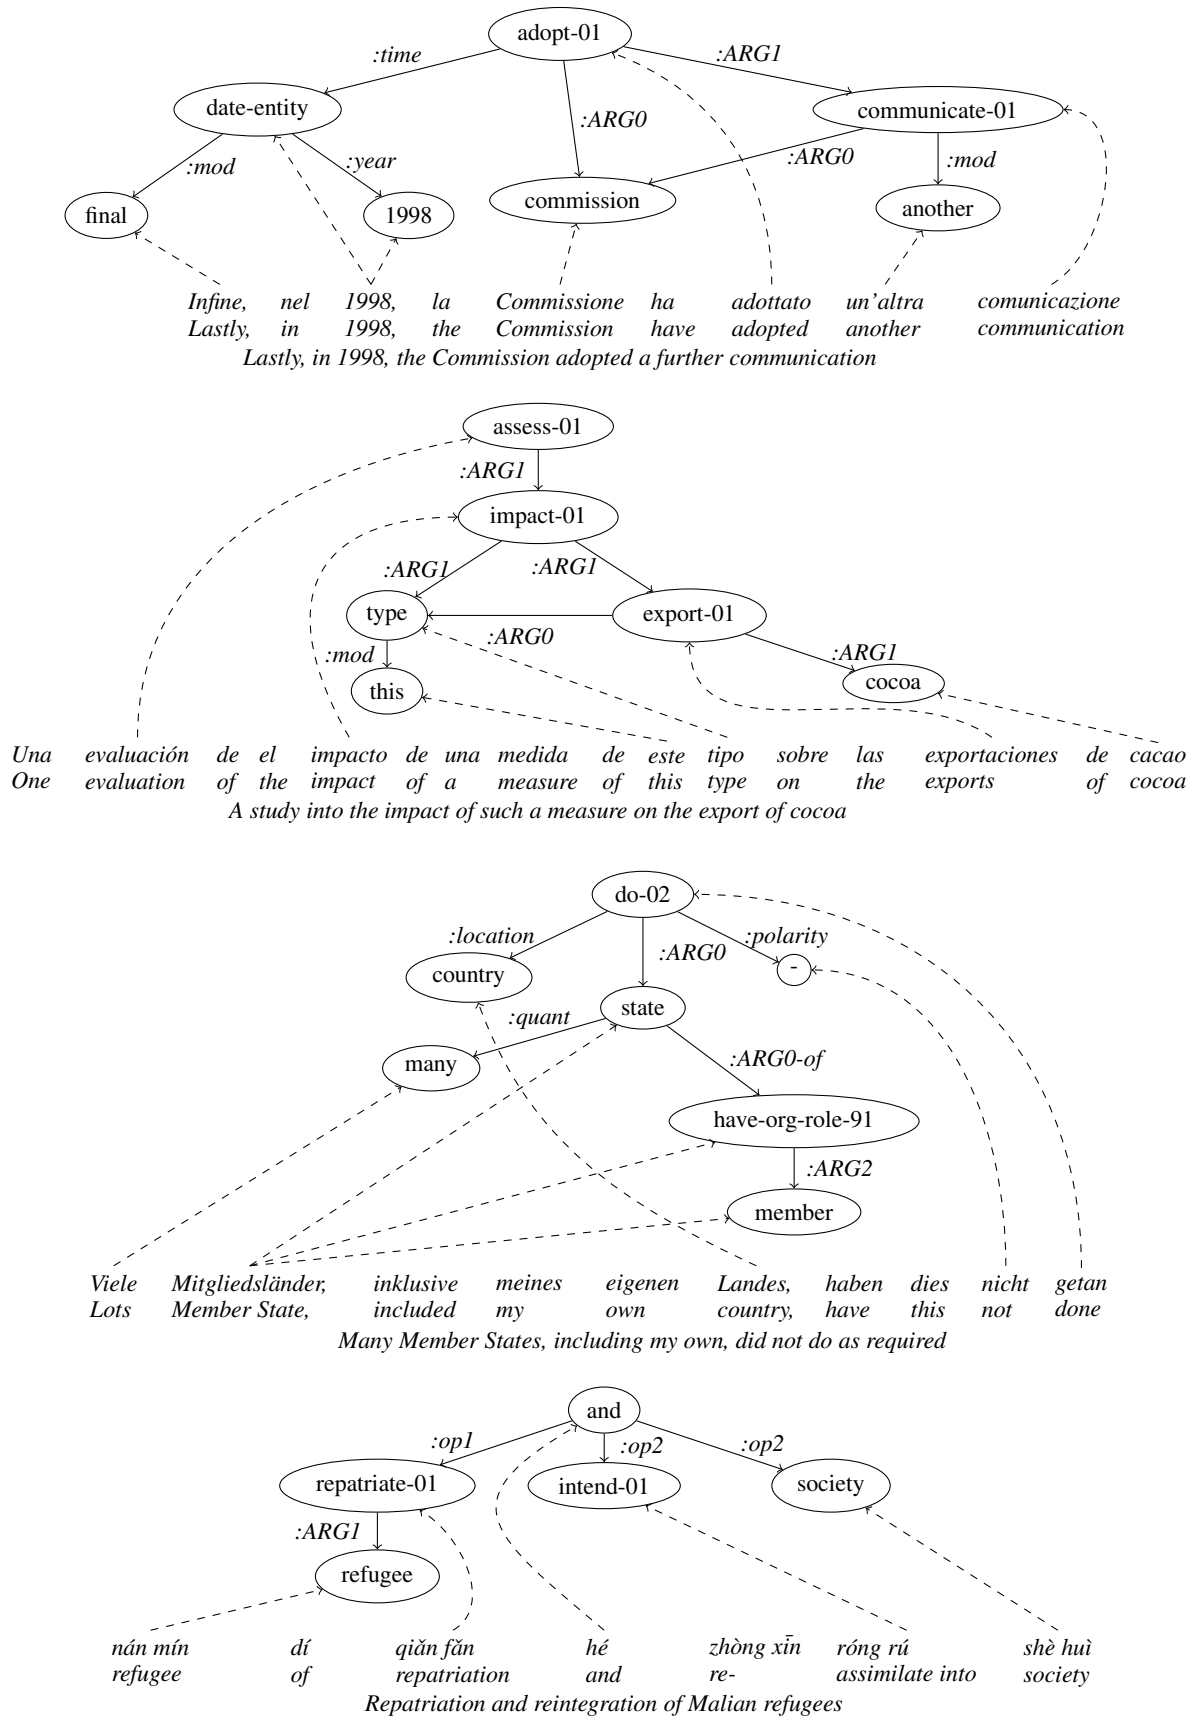 adopt-01
:time
:ARG1
date-entity
communicate-01
:ARG0
:mod
:year
:ARG0
:mod
final
1998
commission
another
Infine, nel 1998, la Commissione ha adottato un'altra comunicazione
Lastly, in 1998, the Commission have adopted another communication
Lastly, in 1998, the Commission adopted a further communication
assess-01
:ARG1
impact-01
:ARG1
:ARG1
type
export-01
:ARG0
:mod
:ARG1
this
cocoa
Una evaluación de el impacto de una medida de este tipo sobre las exportaciones de cacao
One evaluation of the impact of a measure of this type on the exports of cocoa
A study into the impact of such a measure on the export of cocoa
do-02
:location
:ARG0
:polarity
country
-
state
:quant
many
:ARG0-of
have-org-role-91
:ARG2
member
Viele Mitgliedsländer, inklusive meines eigenen Landes, haben dies nicht getan
Lots Member State, included my own country, have this not done
Many Member States, including my own, did not do as required
and
:op1
:op2
:op2
repatriate-01
intend-01
society
:ARG1
refugee
nán mín dí qiǎn fǎn hé zhòng xīn róng rú shè huì
refugee of repatriation and re- assimilate into society
Repatriation and reintegration of Malian refugees